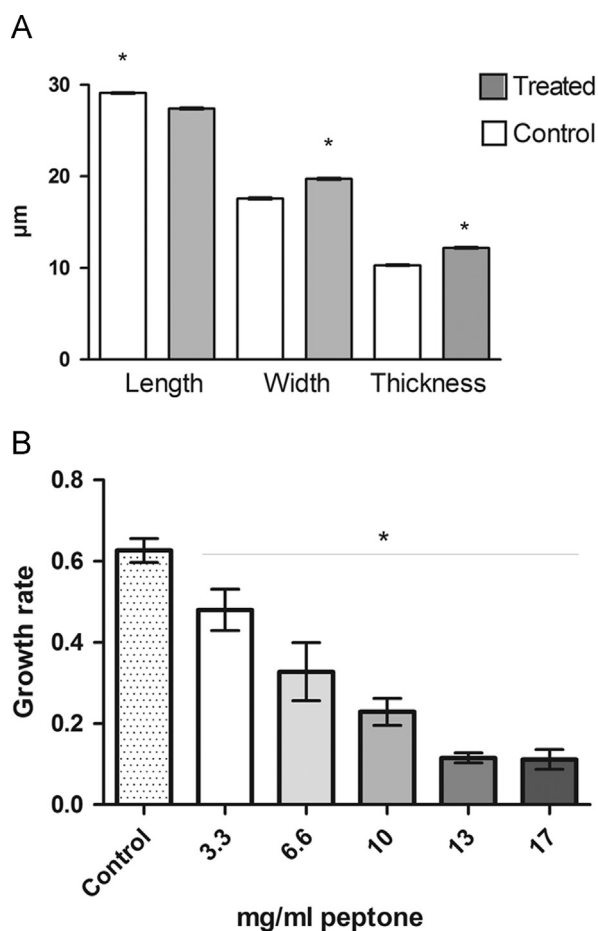 A
*
30
Treated
Control
*
20
*
µm
10
0
Length Width Thickness
B
0.8
*
0.6
Growth rate
0.4
0.2
0.0
Control 3.3 6.6 10 13 17
mg/ml peptone